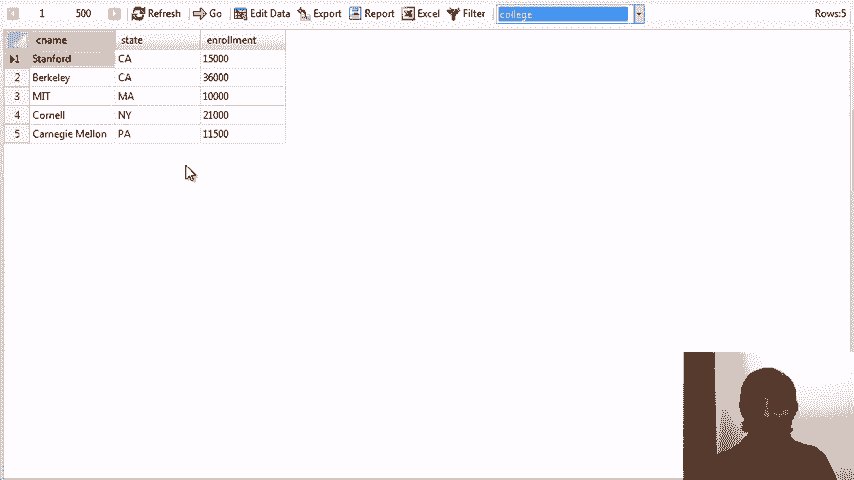 1 500 Refresh Go Edit Data Export Report Excel Filter college Rows:5
cname state enrollment
1 Stanford CA 15000
2 Berkeley CA 36000
3 MIT MA 10000
4 Cornell NY 21000
5 Carnegie Mellon PA 11500